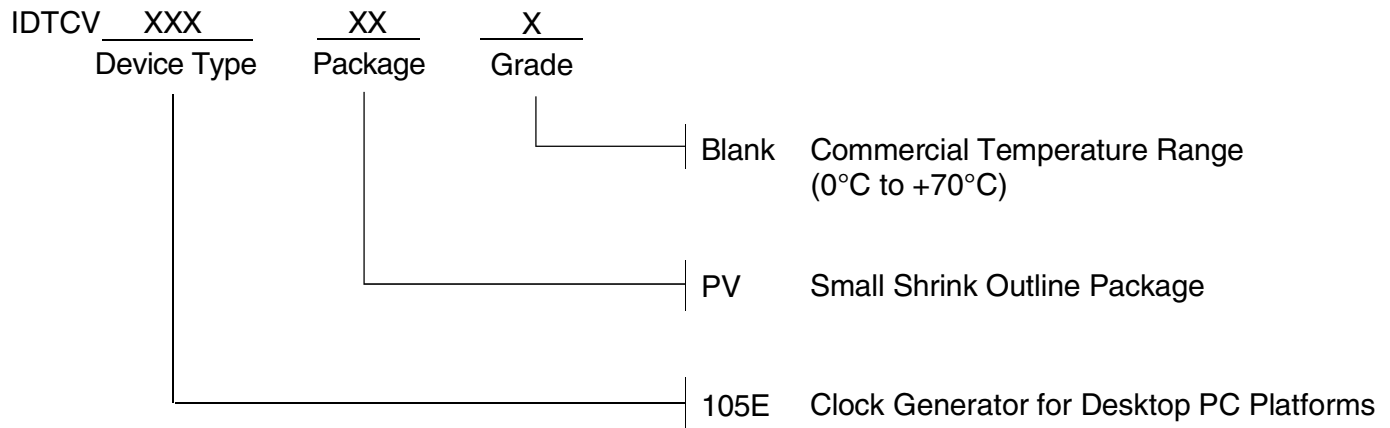 IDTCV XXX XX X
Device Type Package Grade
Blank Commercial Temperature Range
(0°C to +70°C)
PV Small Shrink Outline Package
105E Clock Generator for Desktop PC Platforms